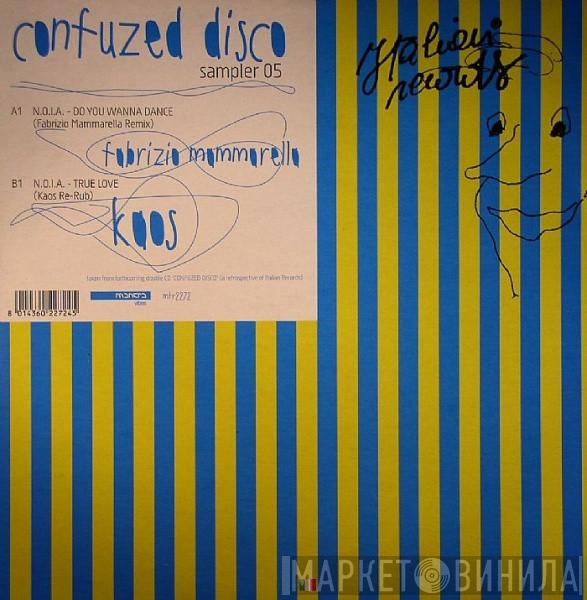 confuzed disco
sampler 05
A1 N.O.I.A. - DO YOU WANNA DANCE
(Fabrizio Mammarella Remix)
fabrizio mammarella
B1 N.O.I.A. - TRUE LOVE
(Kaos Re-Rub)
kaos
taken from forthcoming double CD 'CONFUZED DISCO' (a retrospective of Italian Records)
mantra
vibes
mtr2272
8 014360 227245
Italian
records
МАРКЕТ ВИНИЛА